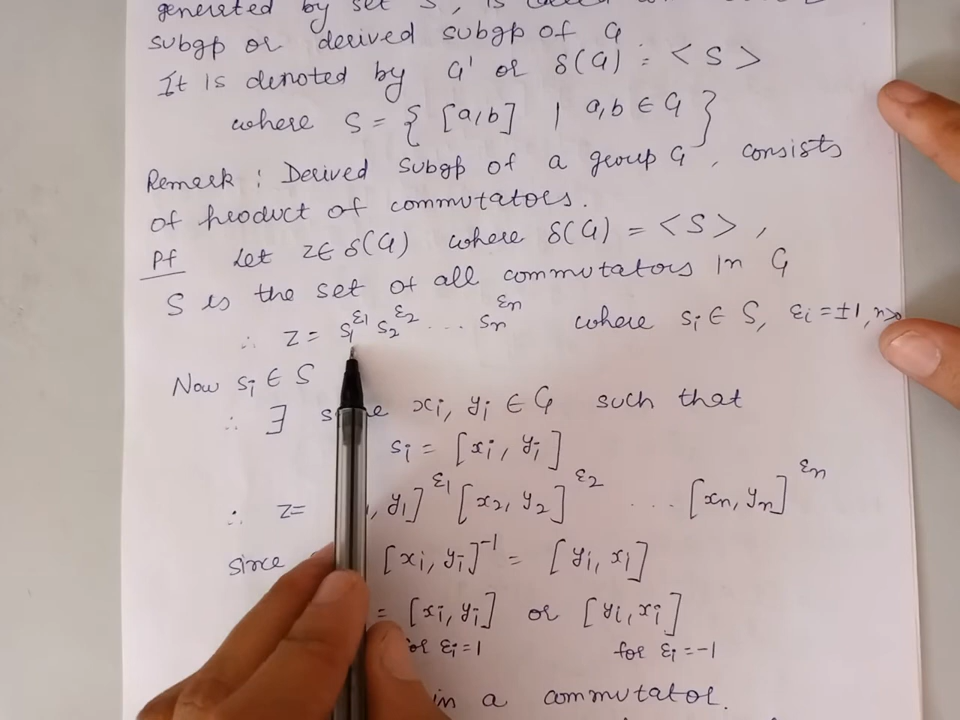 generated by set S, is called
subgp or derived subgp of G
It is denoted by G' or δ(G) = < S >
where S = { [a,b] | a,b ∈ G }
Remark : Derived subgp of a group G, consists
of product of commutators.
Pf Let z ∈ δ(G) where δ(G) = < S > ,
S is the set of all commutators in G
∴ z = s₁^ε1 s₂^ε2 ... sₙ^εn where sᵢ ∈ S, εᵢ = ±1, n>
Now sᵢ ∈ S
∴ ∃ xᵢ, yᵢ ∈ G such that
sᵢ = [xᵢ, yᵢ]
∴ z= , y₁]^ε1 [x₂, y₂]^ε2 ... [xₙ, yₙ]^εn
since [xᵢ, yᵢ]⁻¹ = [yᵢ, xᵢ]
= [xᵢ, yᵢ] or [yᵢ, xᵢ]
for εᵢ = 1 for εᵢ = -1
in a commutator.